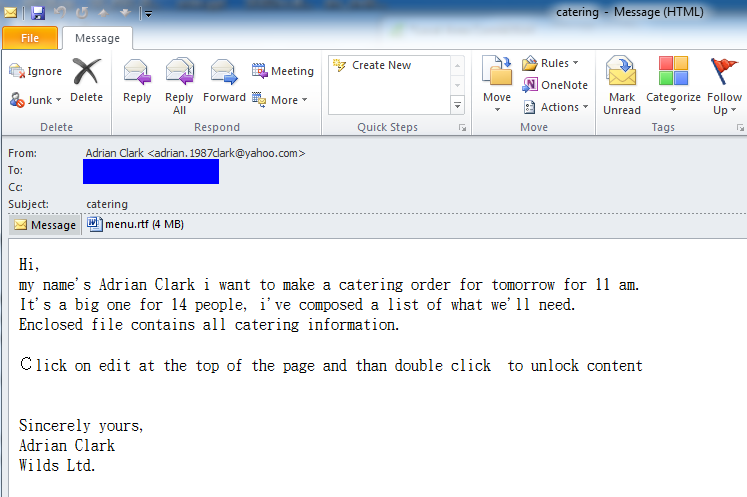 catering - Message (HTML)
File Message
Ignore
Junk
Delete
Delete
Reply
Reply All
Forward
Meeting
More
Respond
Create New
Quick Steps
Move
Rules
OneNote
Actions
Move
Mark Unread
Categorize
Follow Up
Tags
From: Adrian Clark <adrian.1987clark@yahoo.com>
To:
Cc:
Subject: catering
Message menu.rtf (4 MB)
Hi,
my name's Adrian Clark i want to make a catering order for tomorrow for 11 am.
It's a big one for 14 people, i've composed a list of what we'll need.
Enclosed file contains all catering information.
Click on edit at the top of the page and than double click to unlock content
Sincerely yours,
Adrian Clark
Wilds Ltd.